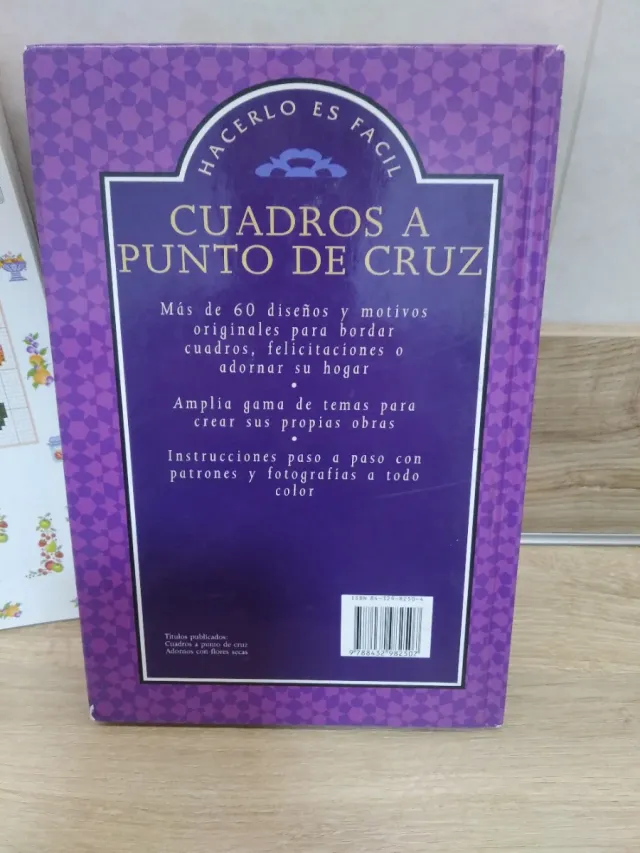 HACERLO ES FACIL
CUADROS A
PUNTO DE CRUZ
Más de 60 diseños y motivos
originales para bordar
cuadros, felicitaciones o
adornar su hogar
•
Amplia gama de temas para
crear sus propias obras
•
Instrucciones paso a paso con
patrones y fotografías a todo
color
Títulos publicados:
Cuadros a punto de cruz
Adornos con flores secas